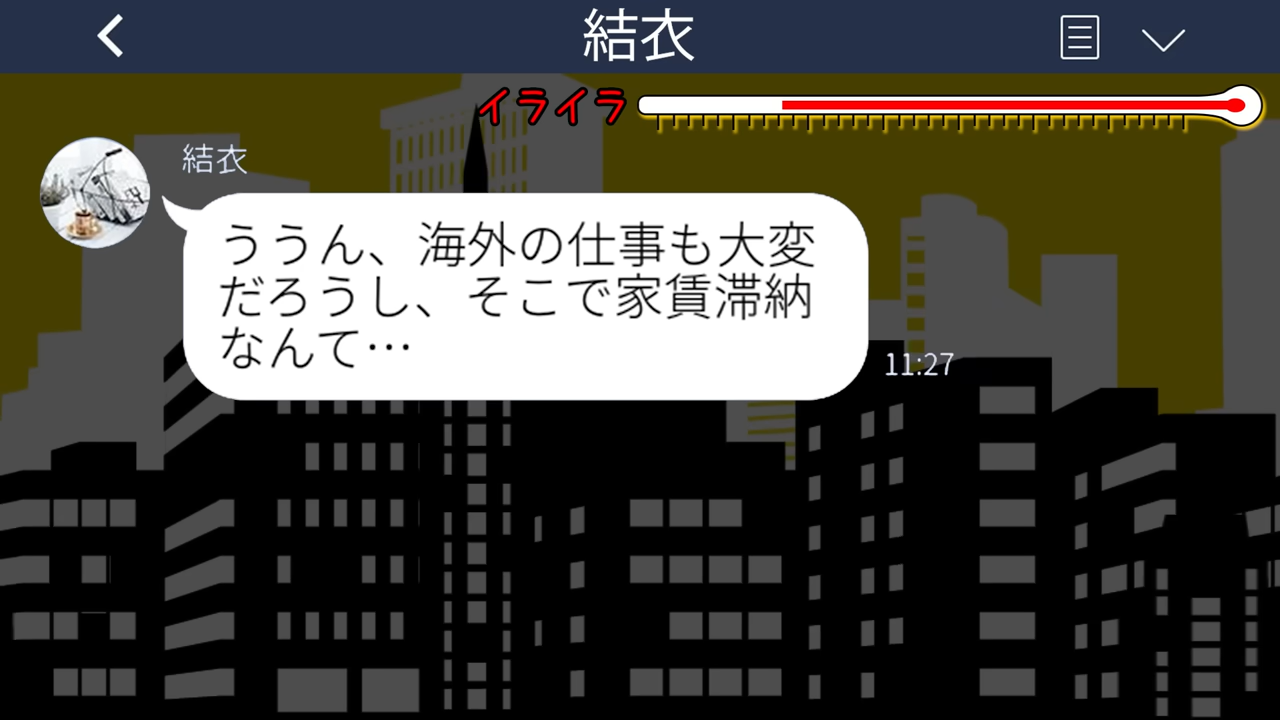 結衣
イライラ
結衣
ううん、海外の仕事も大変
だろうし、そこで家賃滞納
なんて…
11:27